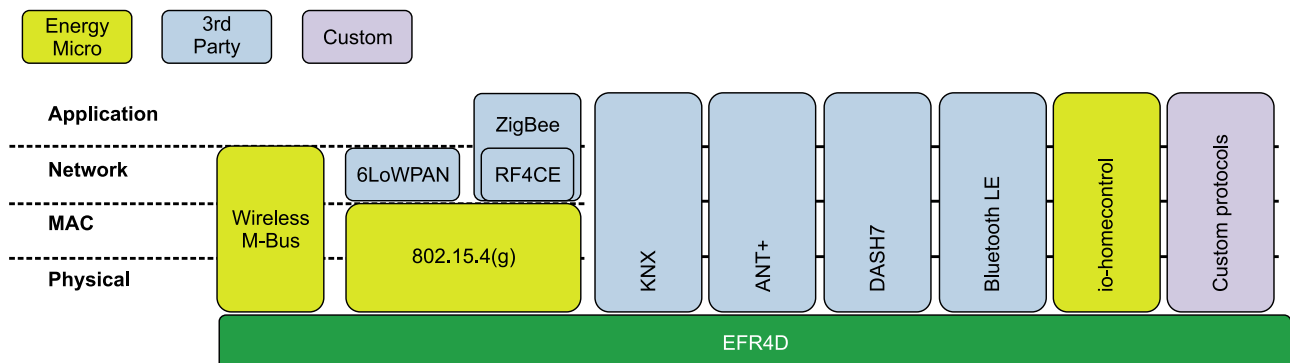 Energy
Micro
3rd
Party
Custom
Application
ZigBee
Network
6LoWPAN
RF4CE
MAC
Wireless
M-Bus
802.15.4(g)
Physical
KNX
ANT+
DASH7
Bluetooth LE
io-homecontrol
Custom protocols
EFR4D